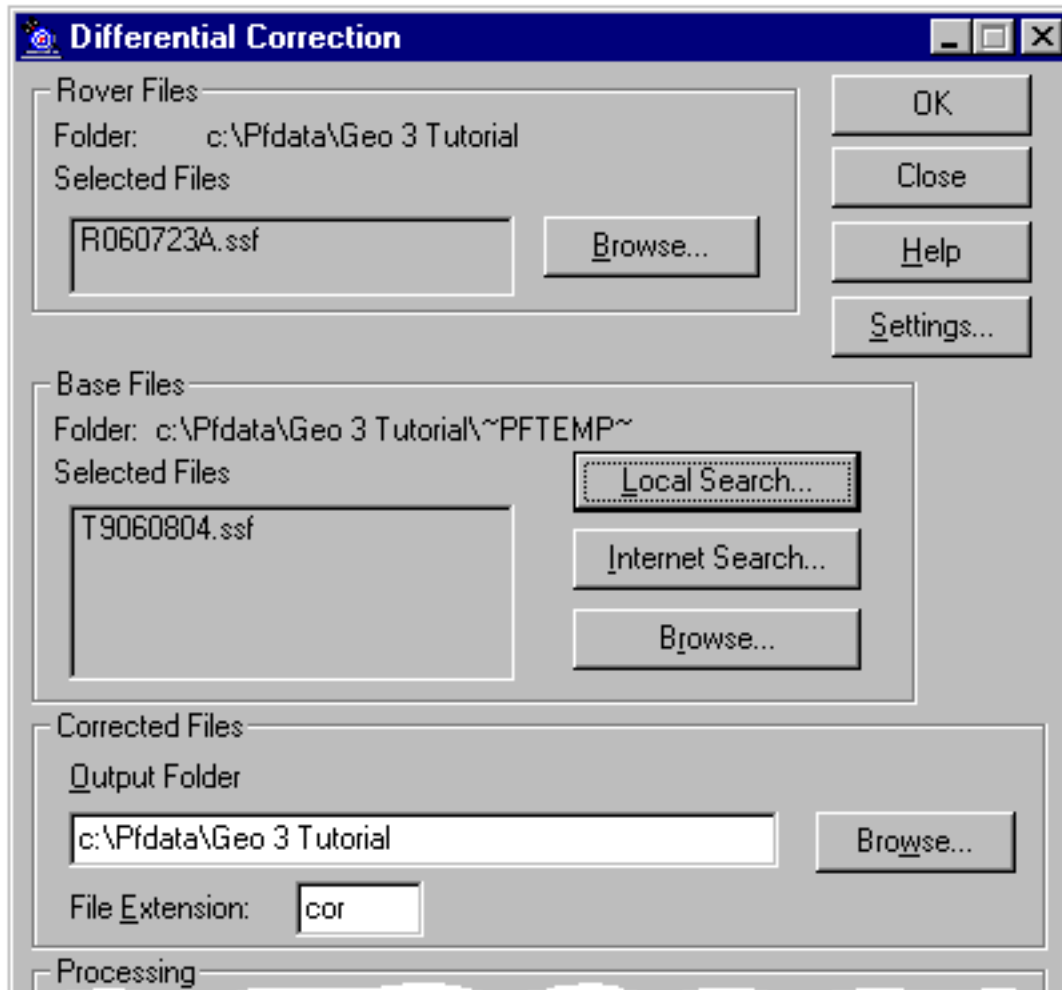 Differential Correction
Rover Files
Folder: c:\Pfdata\Geo 3 Tutorial
Selected Files
R060723A.ssf
Browse...
OK
Close
Help
Settings...
Base Files
Folder: c:\Pfdata\Geo 3 Tutorial\~PFTEMP~
Selected Files
T9060804.ssf
Local Search...
Internet Search...
Browse...
Corrected Files
Output Folder
c:\Pfdata\Geo 3 Tutorial
Browse...
File Extension: cor
Processing